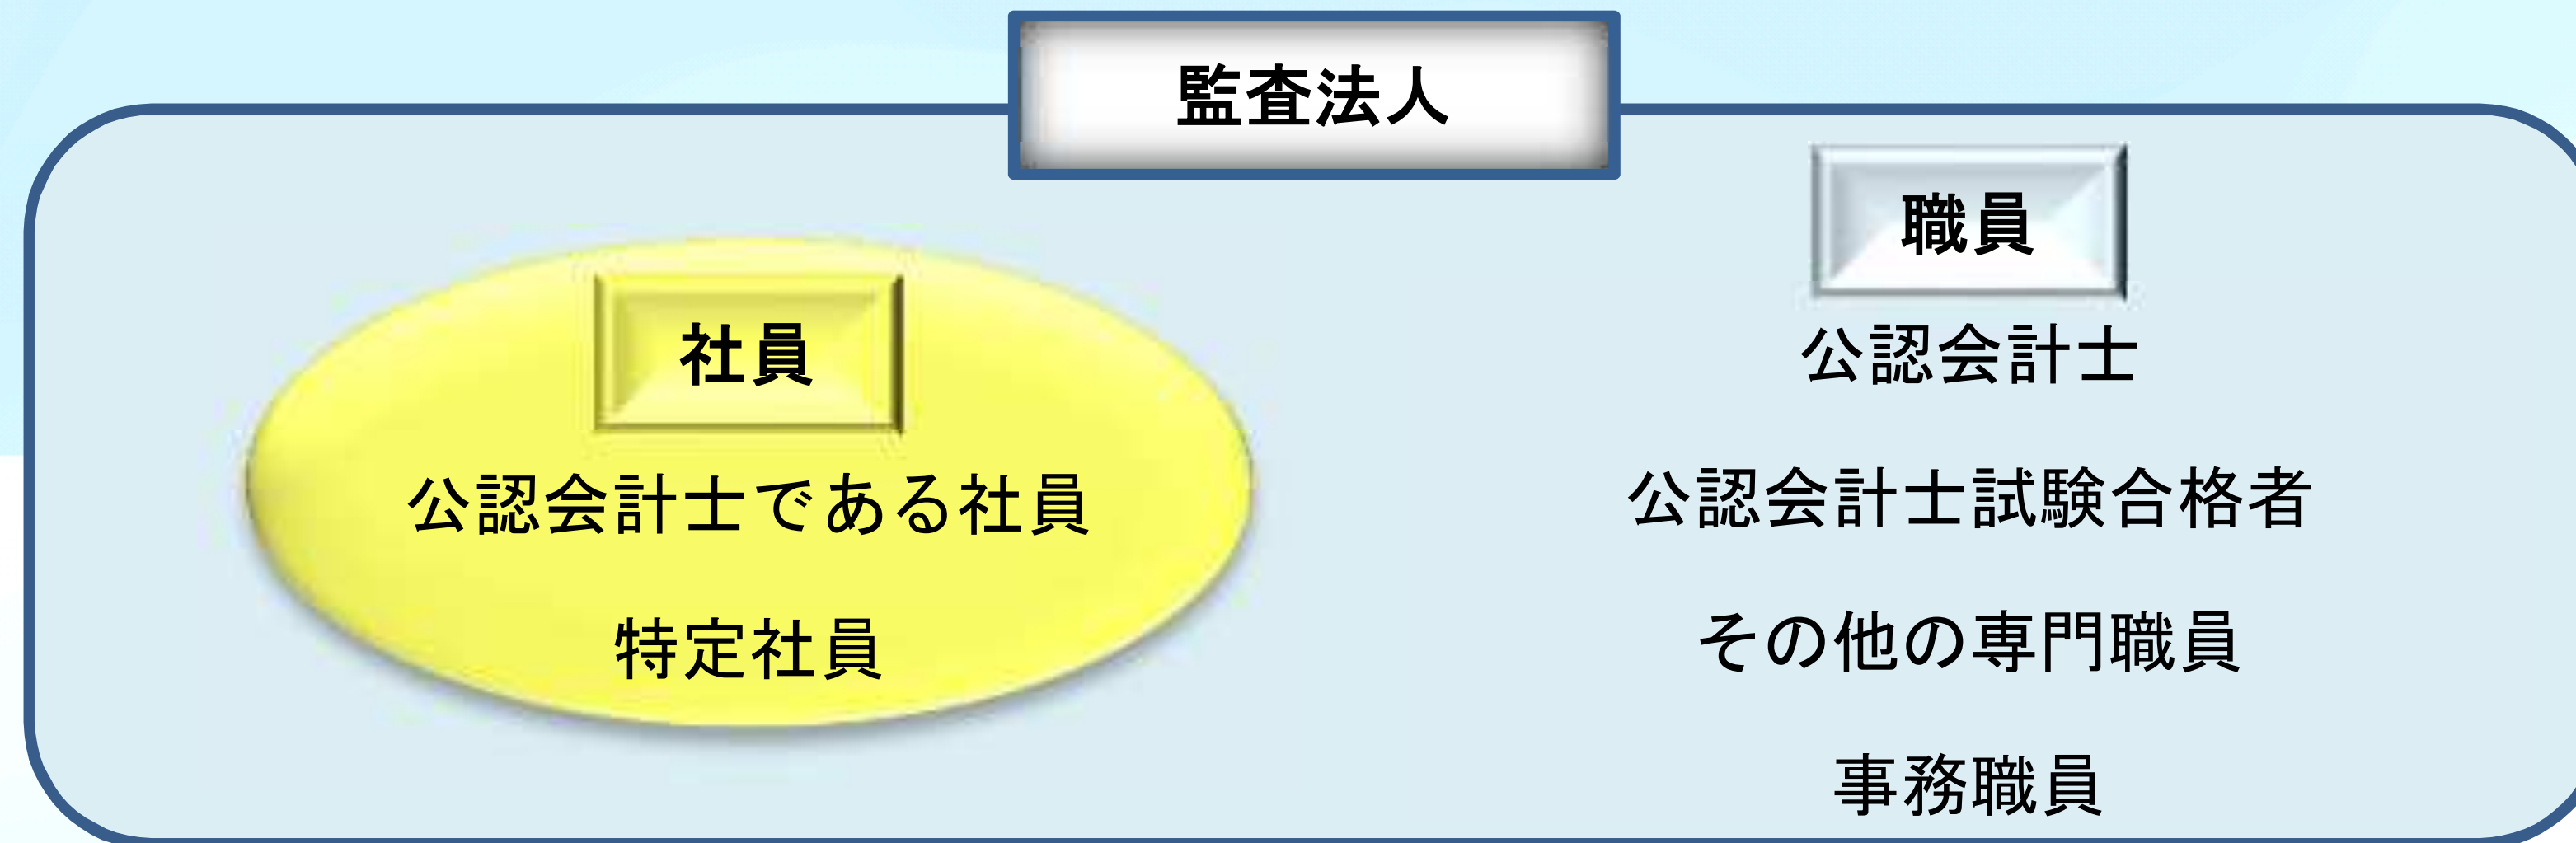 監査法人
社員
公認会計士である社員
特定社員
職員
公認会計士
公認会計士試験合格者
その他の専門職員
事務職員